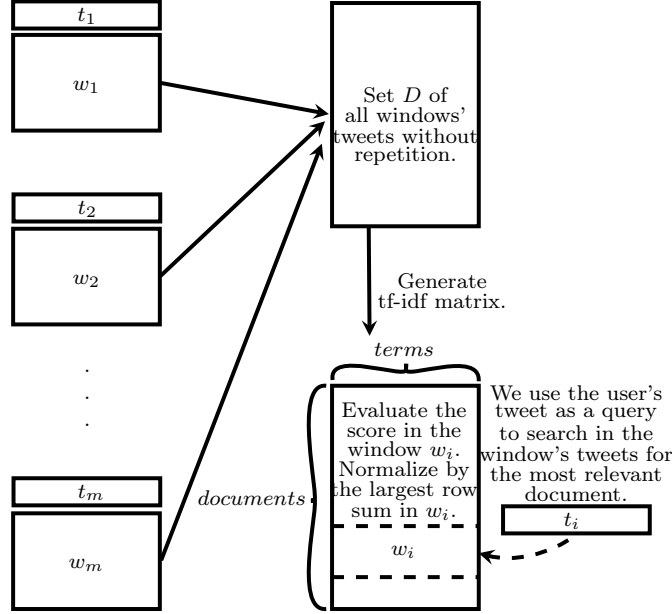 t₁
w₁
t₂
w₂
.
.
.
tₘ
wₘ
Set D of
all windows'
tweets without
repetition.
Generate
tf-idf matrix.
terms
documents
Evaluate the
score in the
window wᵢ.
Normalize by
the largest row
sum in wᵢ.
wᵢ
We use the user's
tweet as a query
to search in the
window's tweets for
the most relevant
document.
tᵢ